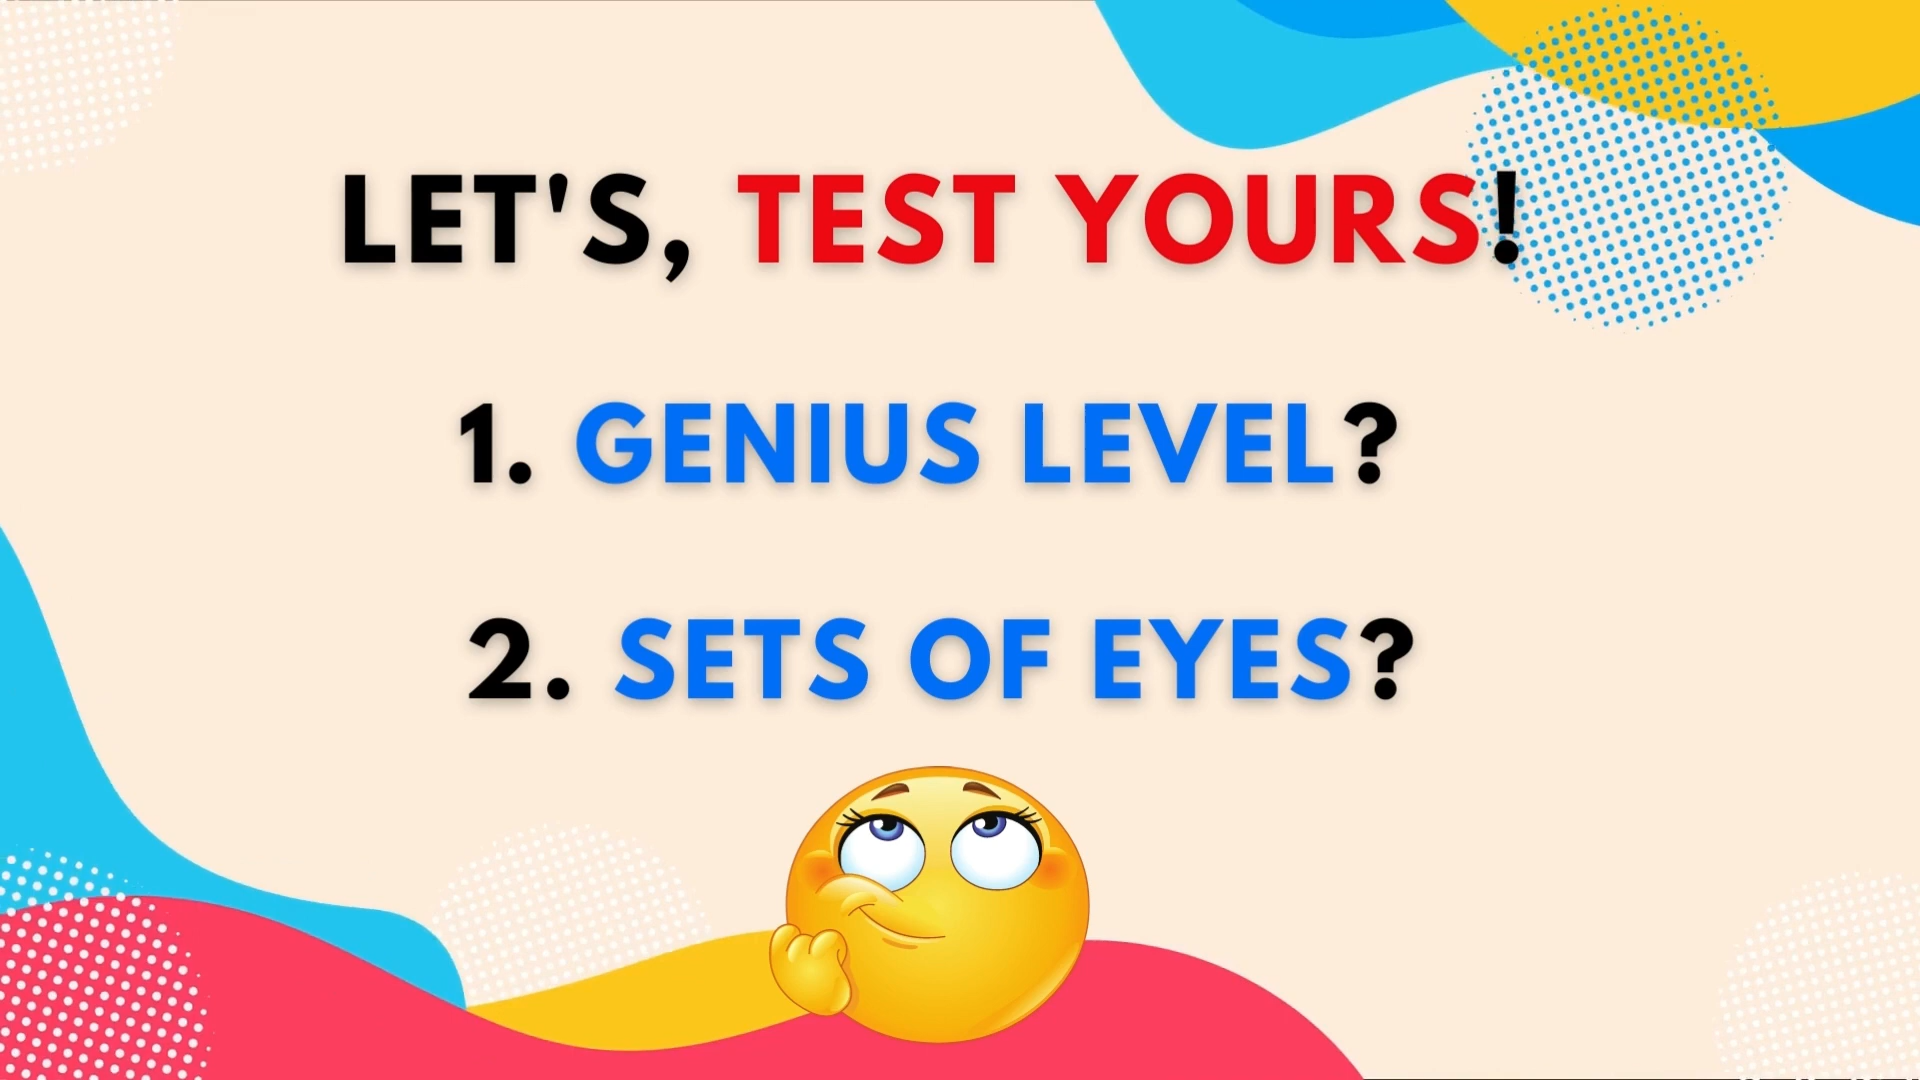 LET'S, TEST YOURS!
1. GENIUS LEVEL?
2. SETS OF EYES?